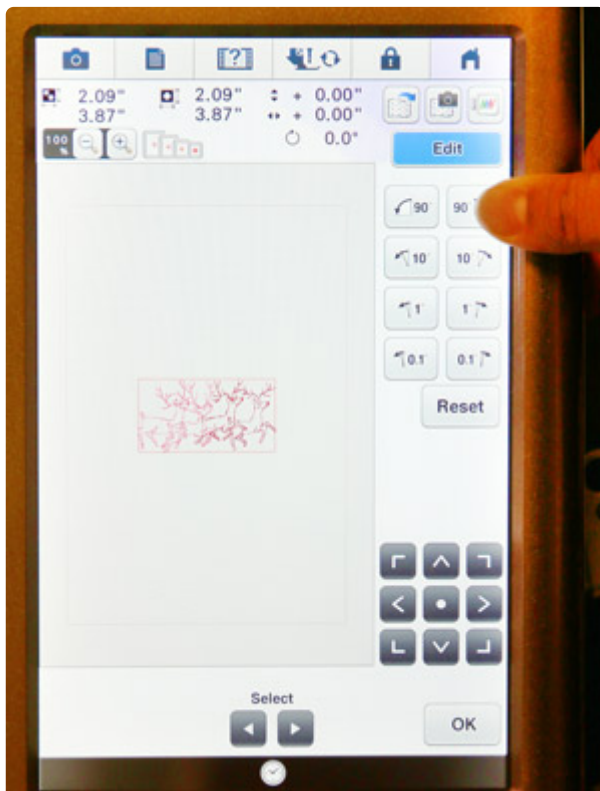 [?]
2.09" 2.09" + 0.00"
3.87" 3.87" + 0.00"
100 % 0.0°
Edit
90° 90
10° 10
1° 1°
0.1 0.1
Reset
Select
OK